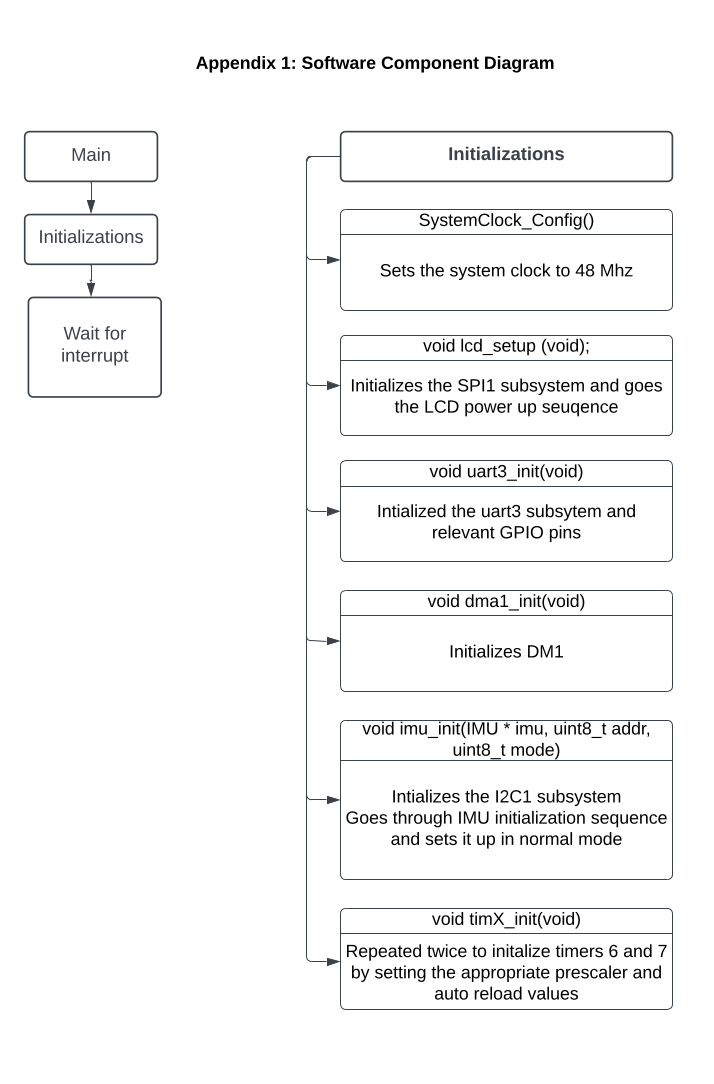 Appendix 1: Software Component Diagram
Main
Initializations
Wait for
interrupt
Initializations
SystemClock_Config()
Sets the system clock to 48 Mhz
void lcd_setup (void);
Initializes the SPI1 subsystem and goes
the LCD power up seuqence
void uart3_init(void)
Intialized the uart3 subsytem and
relevant GPIO pins
void dma1_init(void)
Initializes DM1
void imu_init(IMU * imu, uint8_t addr,
uint8_t mode)
Intializes the I2C1 subsystem
Goes through IMU initialization sequence
and sets it up in normal mode
void timX_init(void)
Repeated twice to initalize timers 6 and 7
by setting the appropriate prescaler and
auto reload values